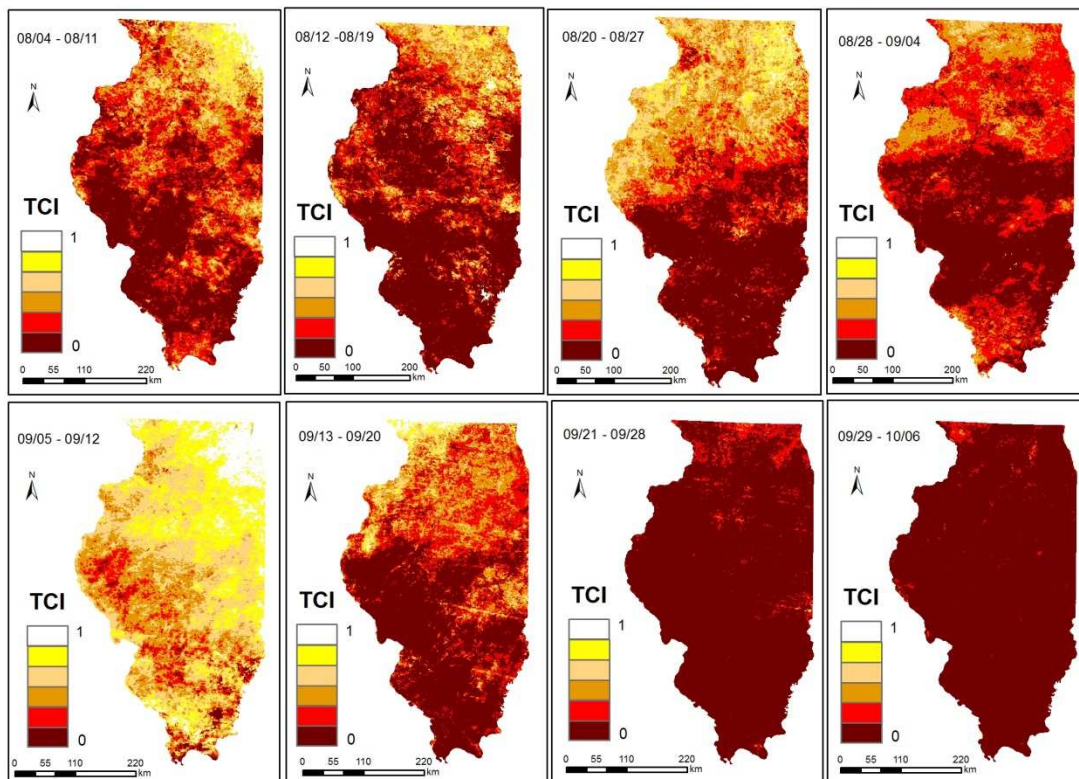 08/04 - 08/11
N
TCI
1
0
0 55 110 220
km
08/12 -08/19
N
TCI
1
0
0 50 100 200
km
08/20 - 08/27
N
TCI
1
0
0 50 100 200
km
08/28 - 09/04
N
TCI
1
0
0 50 100 200
km
09/05 - 09/12
N
TCI
1
0
0 55 110 220
km
09/13 - 09/20
N
TCI
1
0
0 55 110 220
km
09/21 - 09/28
N
TCI
1
0
0 55 110 220
km
09/29 - 10/06
N
TCI
1
0
0 55 110 220
km